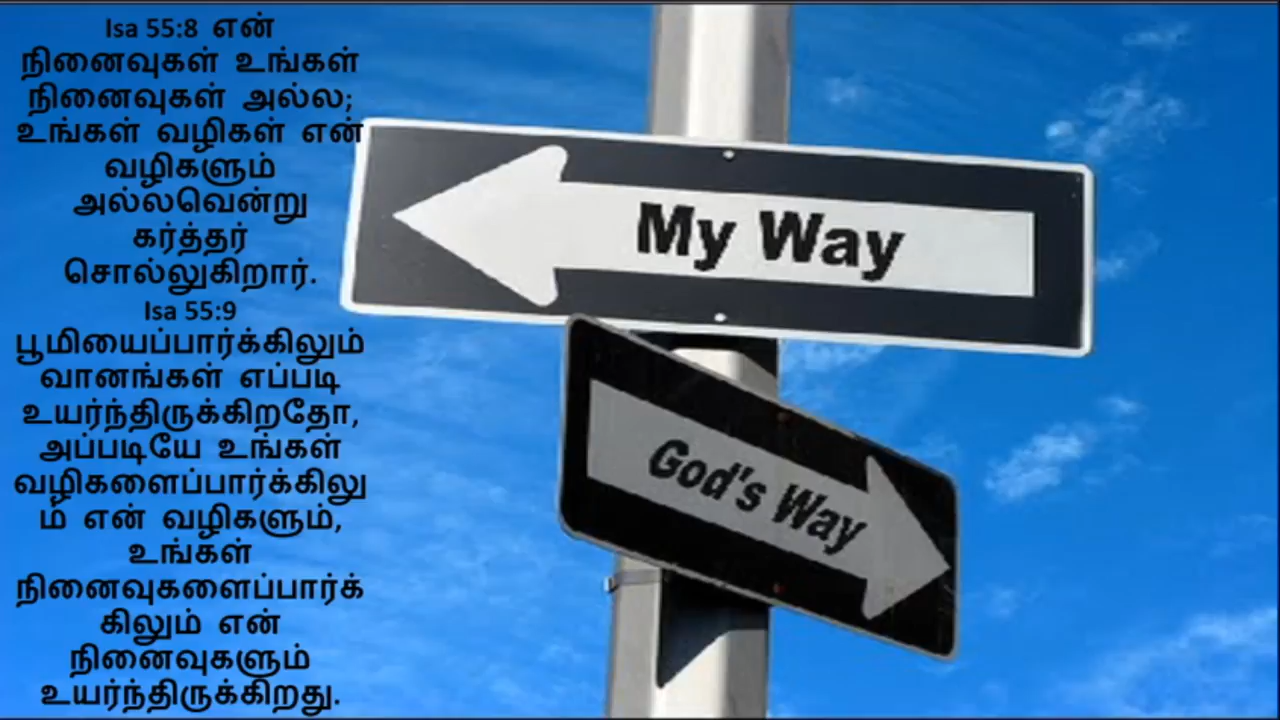 Isa 55:8 என்
நினைவுகள் உங்கள்
நினைவுகள் அல்ல;
உங்கள் வழிகள் என்
வழிகளும்
அல்லவென்று
கர்த்தர்
சொல்லுகிறார்.
Isa 55:9
பூமியைப்பார்க்கிலும்
வானங்கள் எப்படி
உயர்ந்திருக்கிறதோ,
அப்படியே உங்கள்
வழிகளைப்பார்க்கிலு
ம் என் வழிகளும்,
உங்கள்
நினைவுகளைப்பார்க்
கிலும் என்
நினைவுகளும்
உயர்ந்திருக்கிறது.
My Way
God's Way